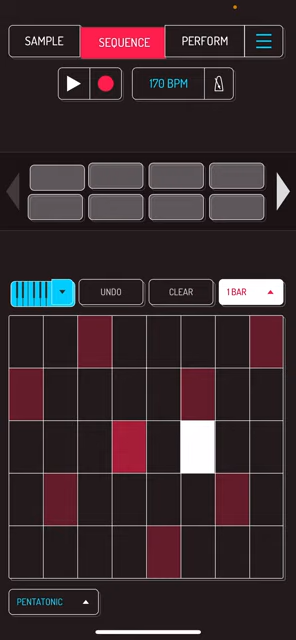 SAMPLE
SEQUENCE
PERFORM
170 BPM
UNDO
CLEAR
1 BAR
PENTATONIC